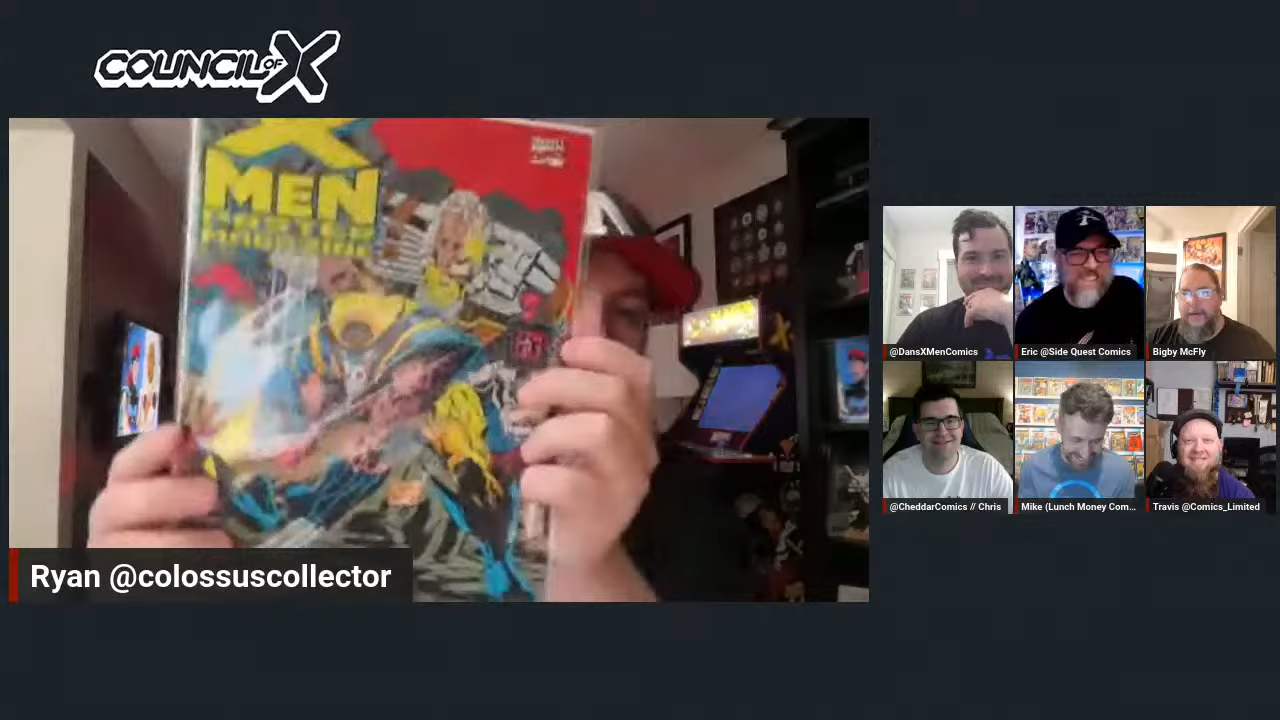 COUNCIL OF X
X
MEN
Ryan @colossuscollector
@DansXMenComics
Eric @Side Quest Comics
Bigby McFly
@CheddarComics // Chris
Mike (Lunch Money Com...
Travis @Comics_Limited